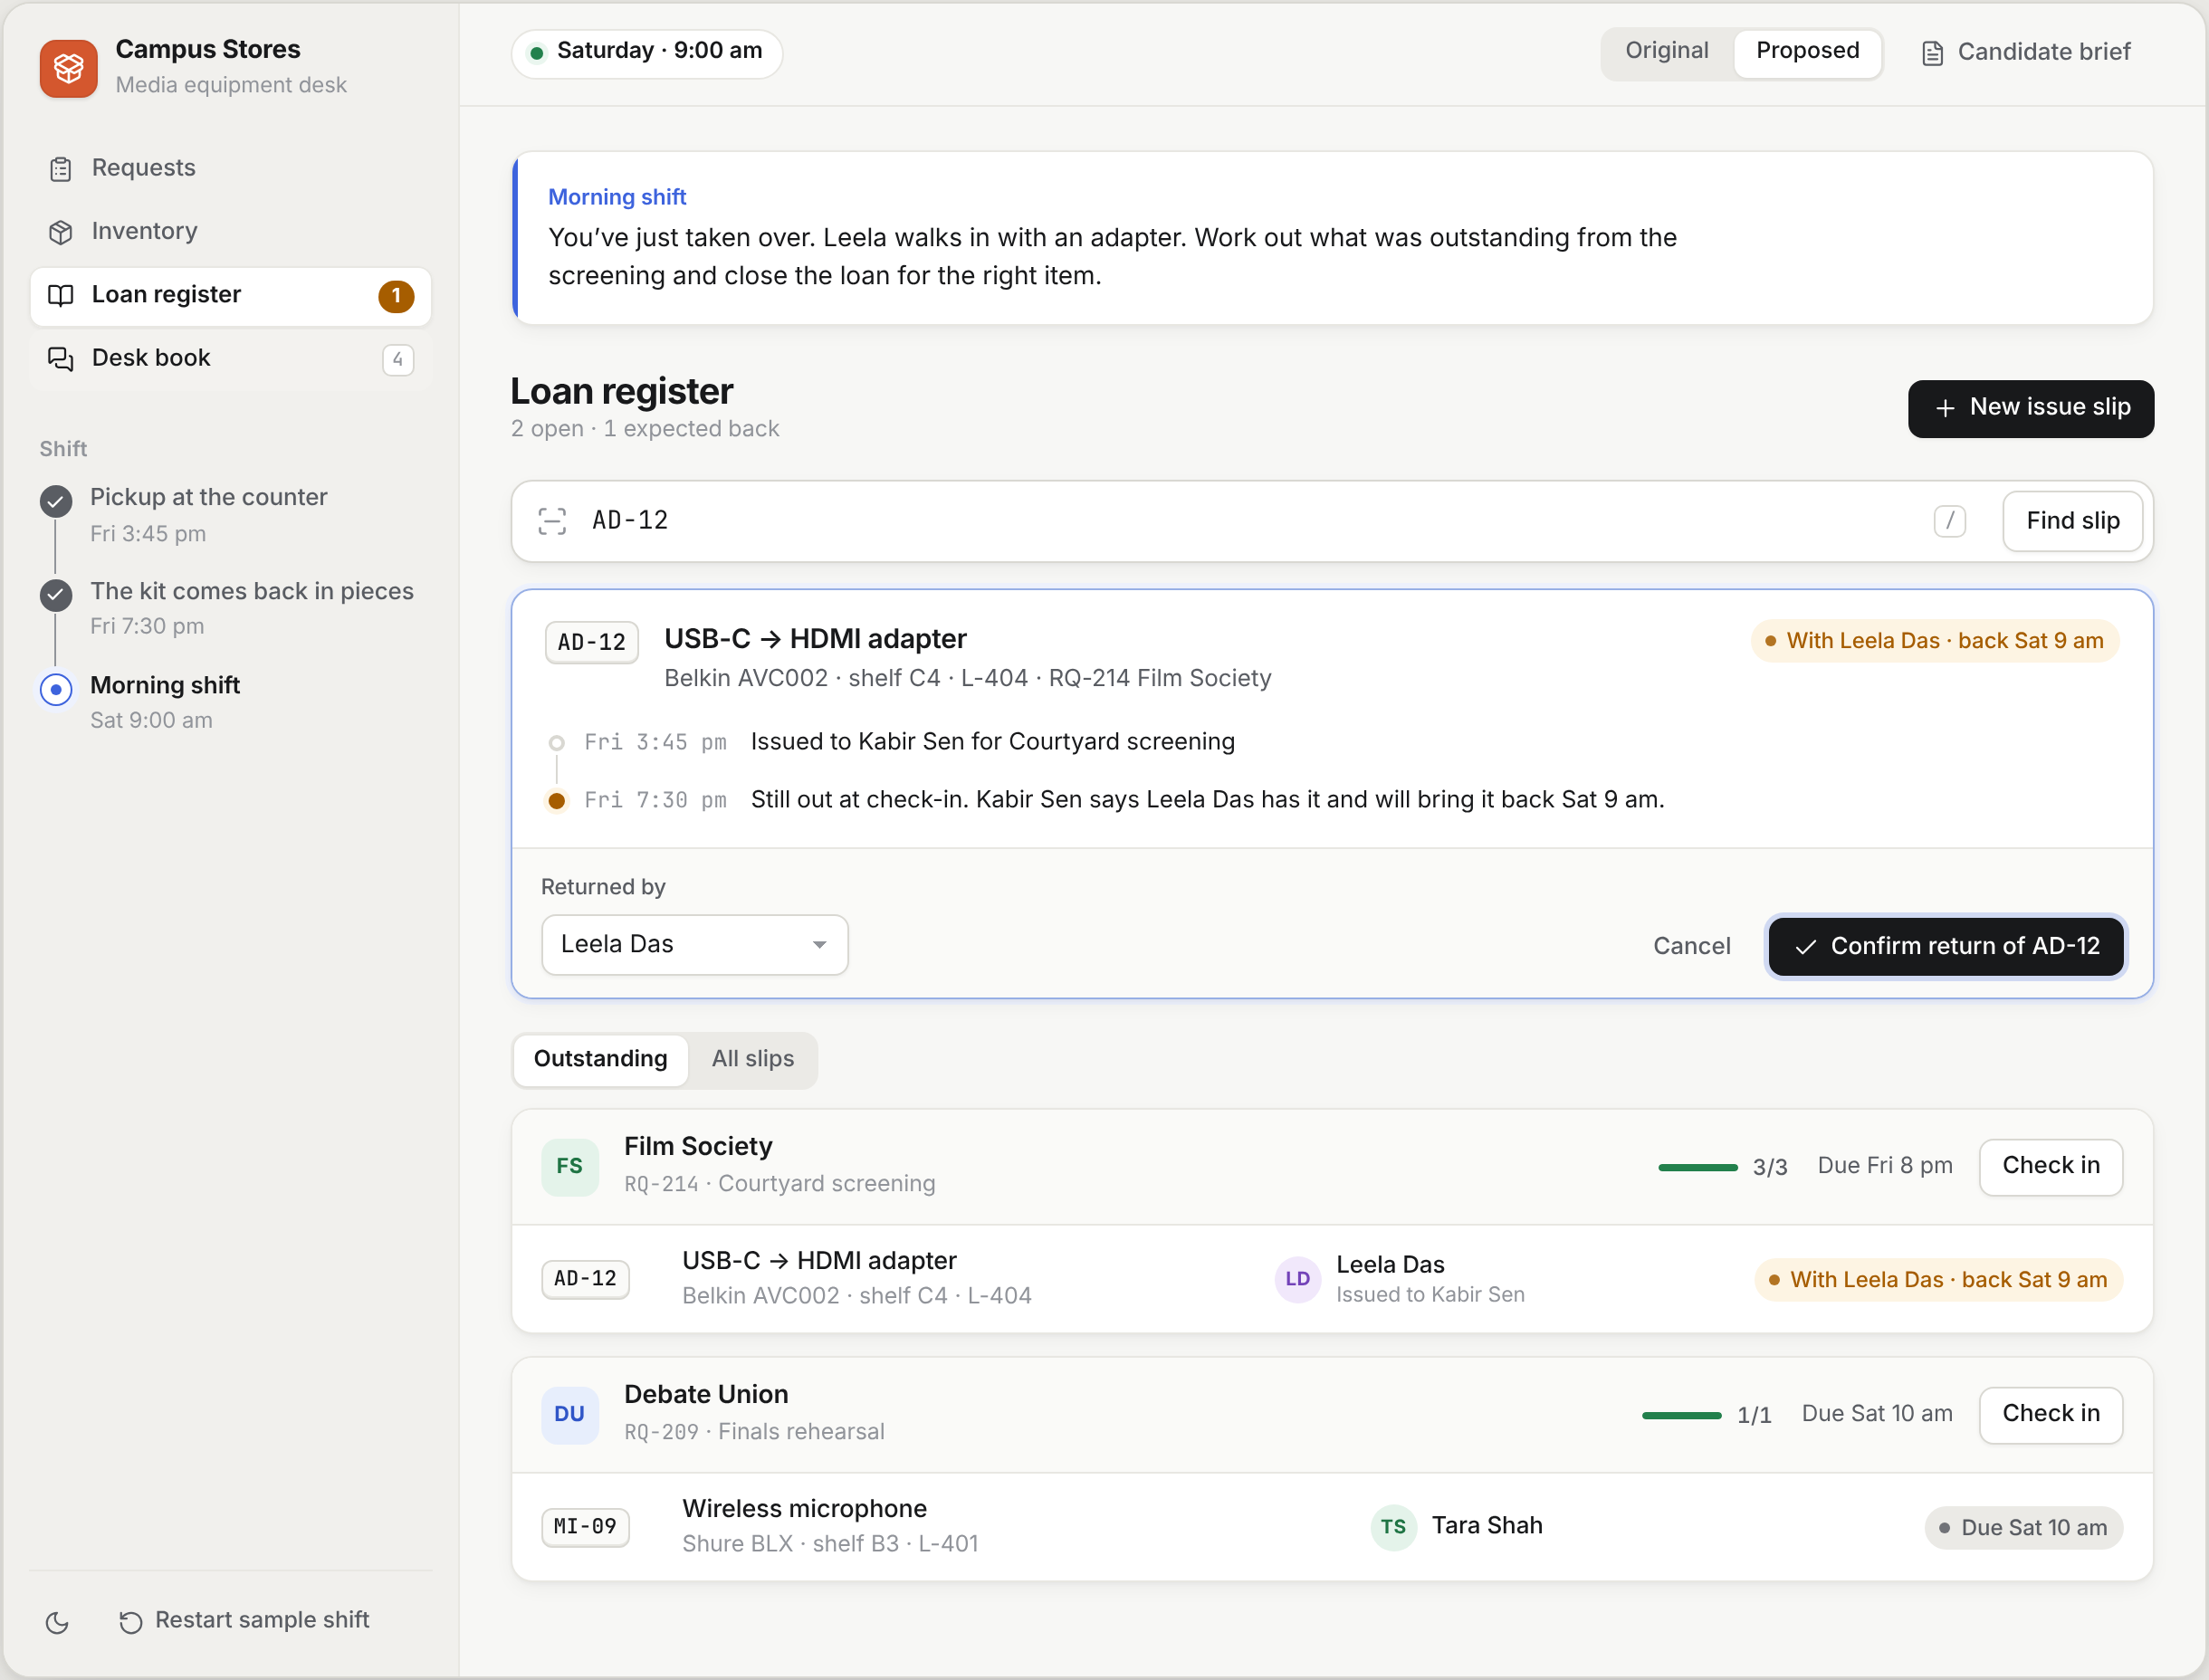 Campus Stores
Media equipment desk
Requests
Inventory
Loan register 1
Desk book 4
Shift
Pickup at the counter
Fri 3:45 pm
The kit comes back in pieces
Fri 7:30 pm
Morning shift
Sat 9:00 am
Restart sample shift
Saturday · 9:00 am
Original Proposed Candidate brief
Morning shift
You’ve just taken over. Leela walks in with an adapter. Work out what was outstanding from the
screening and close the loan for the right item.
Loan register
2 open · 1 expected back
+ New issue slip
AD-12 / Find slip
AD-12 USB-C → HDMI adapter With Leela Das · back Sat 9 am
Belkin AVC002 · shelf C4 · L-404 · RQ-214 Film Society
Fri 3:45 pm Issued to Kabir Sen for Courtyard screening
Fri 7:30 pm Still out at check-in. Kabir Sen says Leela Das has it and will bring it back Sat 9 am.
Returned by
Leela Das Cancel Confirm return of AD-12
Outstanding All slips
FS Film Society 3/3 Due Fri 8 pm Check in
RQ-214 · Courtyard screening
AD-12 USB-C → HDMI adapter LD Leela Das With Leela Das · back Sat 9 am
Belkin AVC002 · shelf C4 · L-404 Issued to Kabir Sen
DU Debate Union 1/1 Due Sat 10 am Check in
RQ-209 · Finals rehearsal
MI-09 Wireless microphone TS Tara Shah Due Sat 10 am
Shure BLX · shelf B3 · L-401